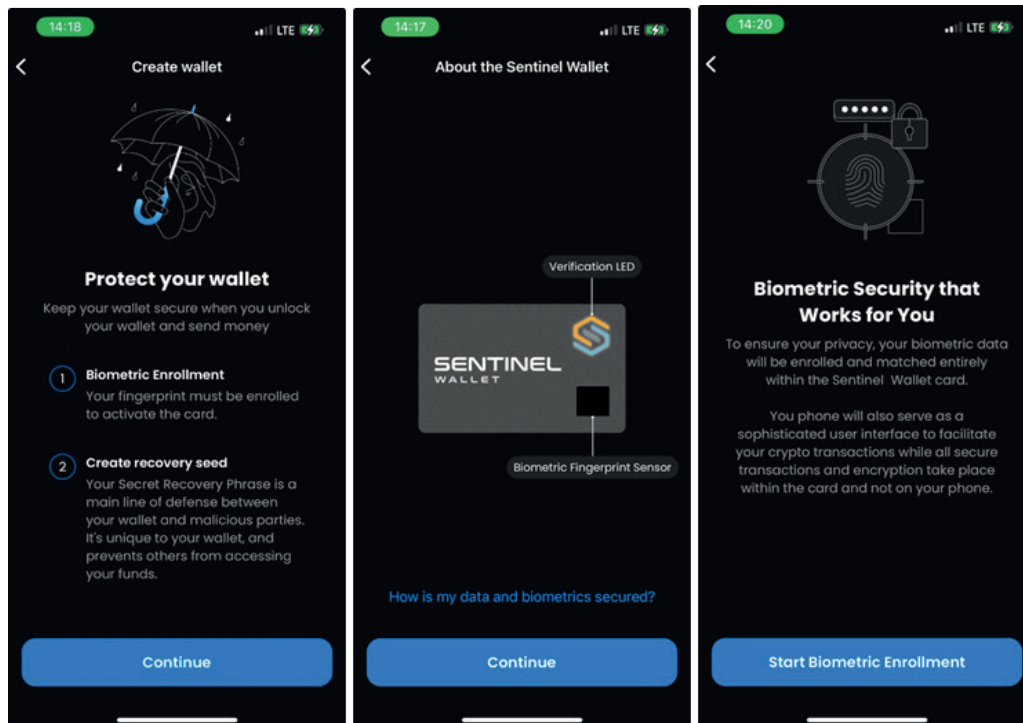 14:18
LTE
Create wallet
Protect your wallet
Keep your wallet secure when you unlock
your wallet and send money
1
Biometric Enrollment
Your fingerprint must be enrolled
to activate the card.
2
Create recovery seed
Your Secret Recovery Phrase is a
main line of defense between
your wallet and malicious parties.
It's unique to your wallet, and
prevents others from accessing
your funds.
Continue
14:17
LTE
About the Sentinel Wallet
Verification LED
SENTINEL
WALLET
Biometric Fingerprint Sensor
How is my data and biometrics secured?
Continue
14:20
LTE
Biometric Security that
Works for You
To ensure your privacy, your biometric data
will be enrolled and matched entirely
within the Sentinel Wallet card.
You phone will also serve as a
sophisticated user interface to facilitate
your crypto transactions while all secure
transactions and encryption take place
within the card and not on your phone.
Start Biometric Enrollment